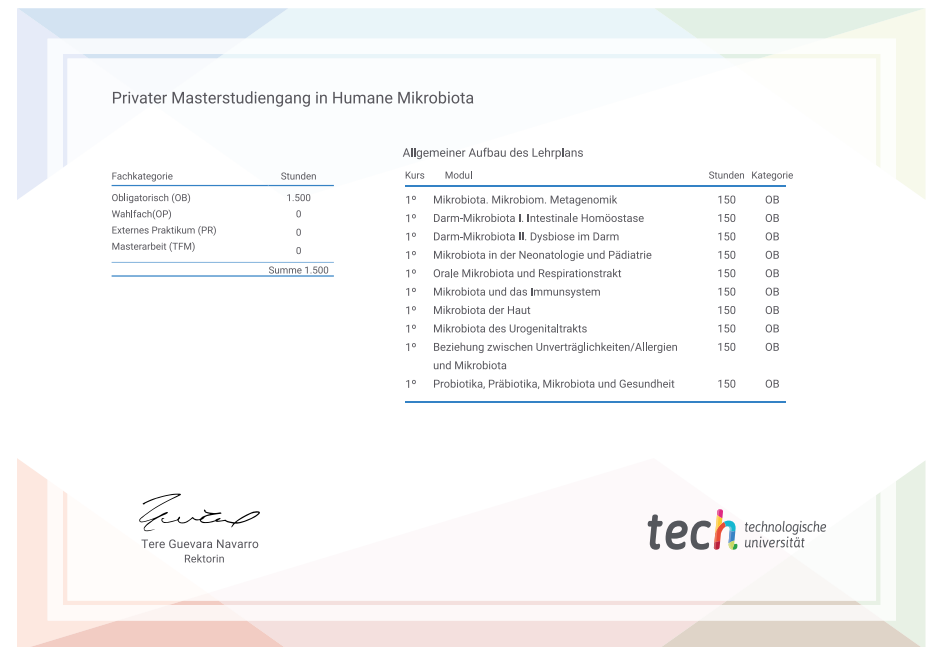 Privater Masterstudiengang in Humane Mikrobiota
Fachkategorie Stunden
Obligatorisch (OB) 1.500
Wahlfach(OP) 0
Externes Praktikum (PR) 0
Masterarbeit (TFM) 0
Summe 1.500
Allgemeiner Aufbau des Lehrplans
Kurs Modul Stunden Kategorie
1º Mikrobiota. Mikrobiom. Metagenomik 150 OB
1º Darm-Mikrobiota I. Intestinale Homöostase 150 OB
1º Darm-Mikrobiota II. Dysbiose im Darm 150 OB
1º Mikrobiota in der Neonatologie und Pädiatrie 150 OB
1º Orale Mikrobiota und Respirationstrakt 150 OB
1º Mikrobiota und das Immunsystem 150 OB
1º Mikrobiota der Haut 150 OB
1º Mikrobiota des Urogenitaltrakts 150 OB
1º Beziehung zwischen Unverträglichkeiten/Allergien 150 OB
und Mikrobiota
1º Probiotika, Präbiotika, Mikrobiota und Gesundheit 150 OB
Tere Guevara Navarro
Rektorin
tech technologische
universität